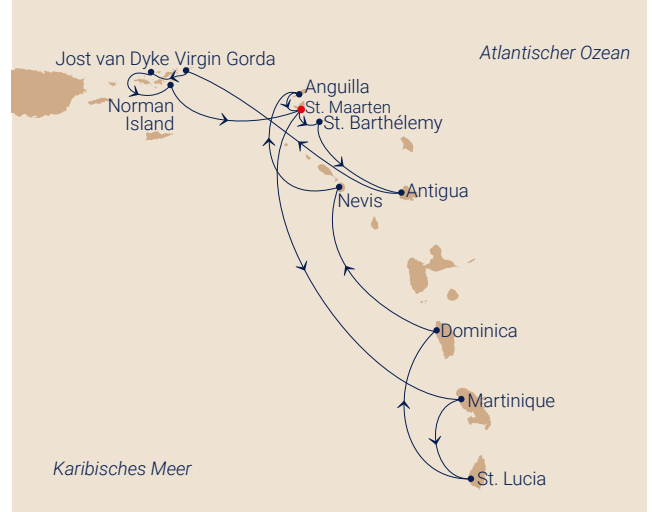 Atlantischer Ozean
Jost van Dyke Virgin Gorda
Anguilla
Norman
Island
St. Maarten
St. Barthélemy
Antigua
Nevis
Dominica
Martinique
Karibisches Meer
St. Lucia